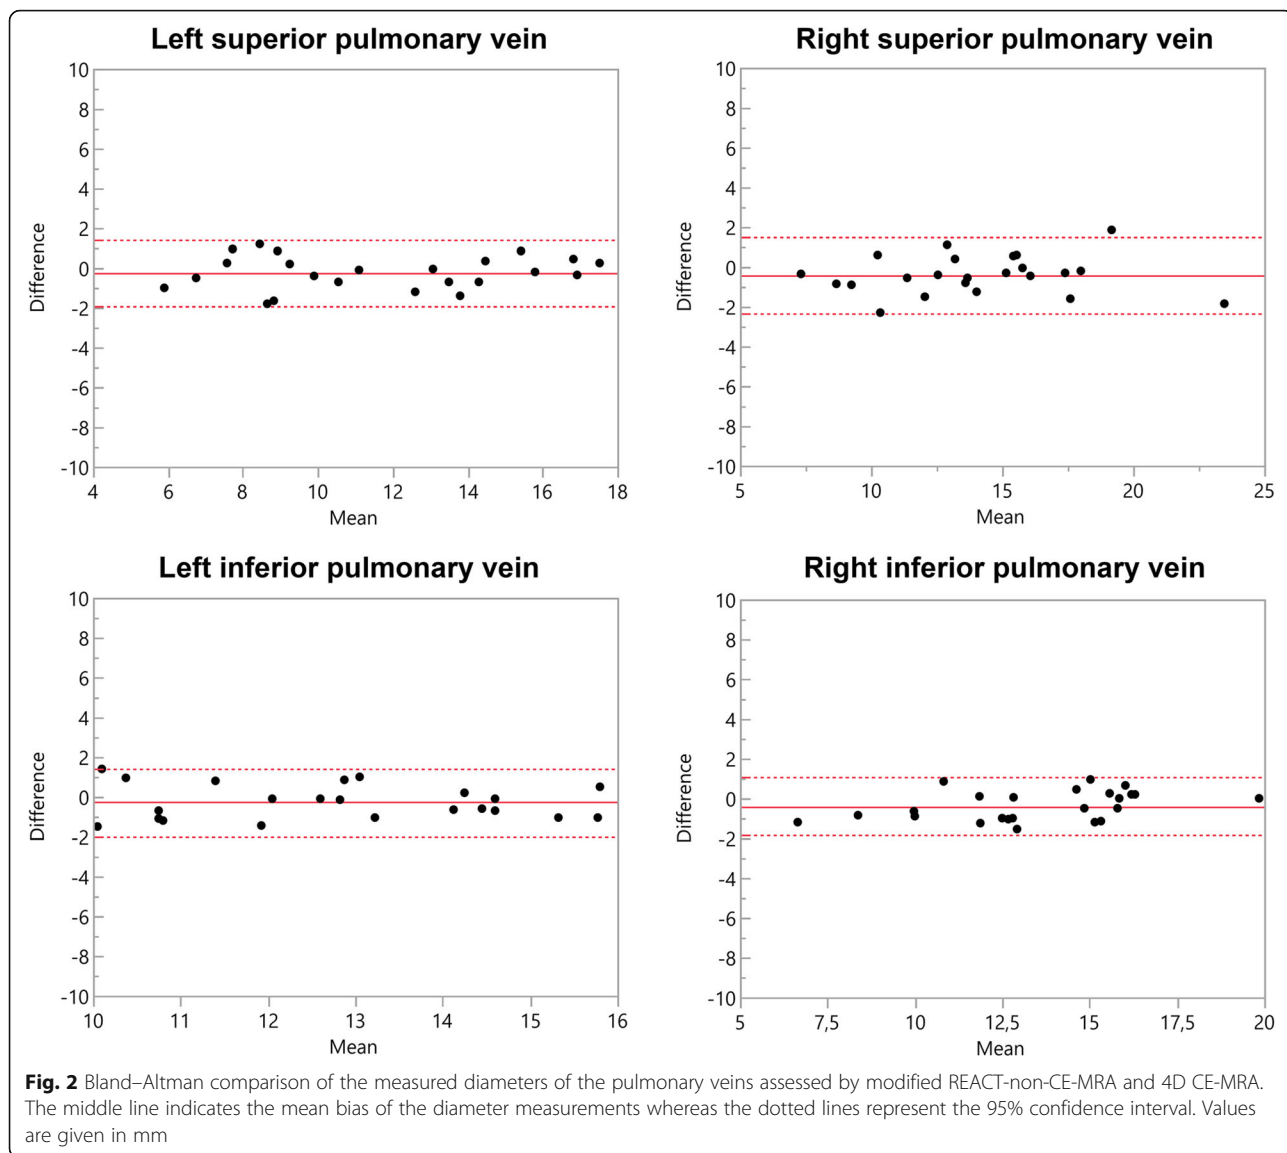 Left superior pulmonary vein
10
8
6
4
2
0
-2
-4
-6
-8
-10
Difference
4 6 8 10 12 14 16 18
Mean
Right superior pulmonary vein
10
8
6
4
2
0
-2
-4
-6
-8
-10
Difference
5 10 15 20 25
Mean
Left inferior pulmonary vein
10
8
6
4
2
0
-2
-4
-6
-8
-10
Difference
10 11 12 13 14 15 16
Mean
Right inferior pulmonary vein
10
8
6
4
2
0
-2
-4
-6
-8
-10
Difference
5 7,5 10 12,5 15 17,5 20
Mean
Fig. 2 Bland–Altman comparison of the measured diameters of the pulmonary veins assessed by modified REACT-non-CE-MRA and 4D CE-MRA.
The middle line indicates the mean bias of the diameter measurements whereas the dotted lines represent the 95% confidence interval. Values
are given in mm